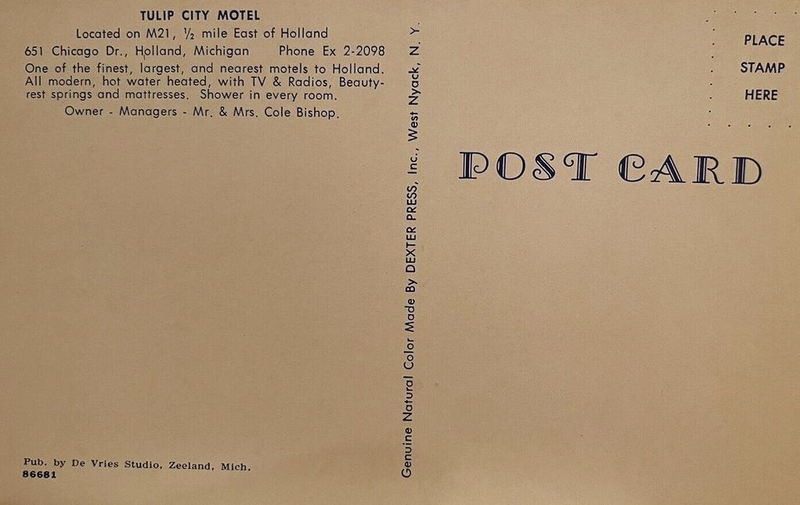 TULIP CITY MOTEL
Located on M21, ½ mile East of Holland
651 Chicago Dr., Holland, Michigan Phone Ex 2-2098
One of the finest, largest, and nearest motels to Holland.
All modern, hot water heated, with TV & Radios, Beauty-
rest springs and mattresses. Shower in every room.
Owner - Managers - Mr. & Mrs. Cole Bishop.
Pub. by De Vries Studio, Zeeland, Mich.
86681
Genuine Natural Color Made By DEXTER PRESS, Inc., West Nyack, N. Y.
PLACE
STAMP
HERE
POST CARD